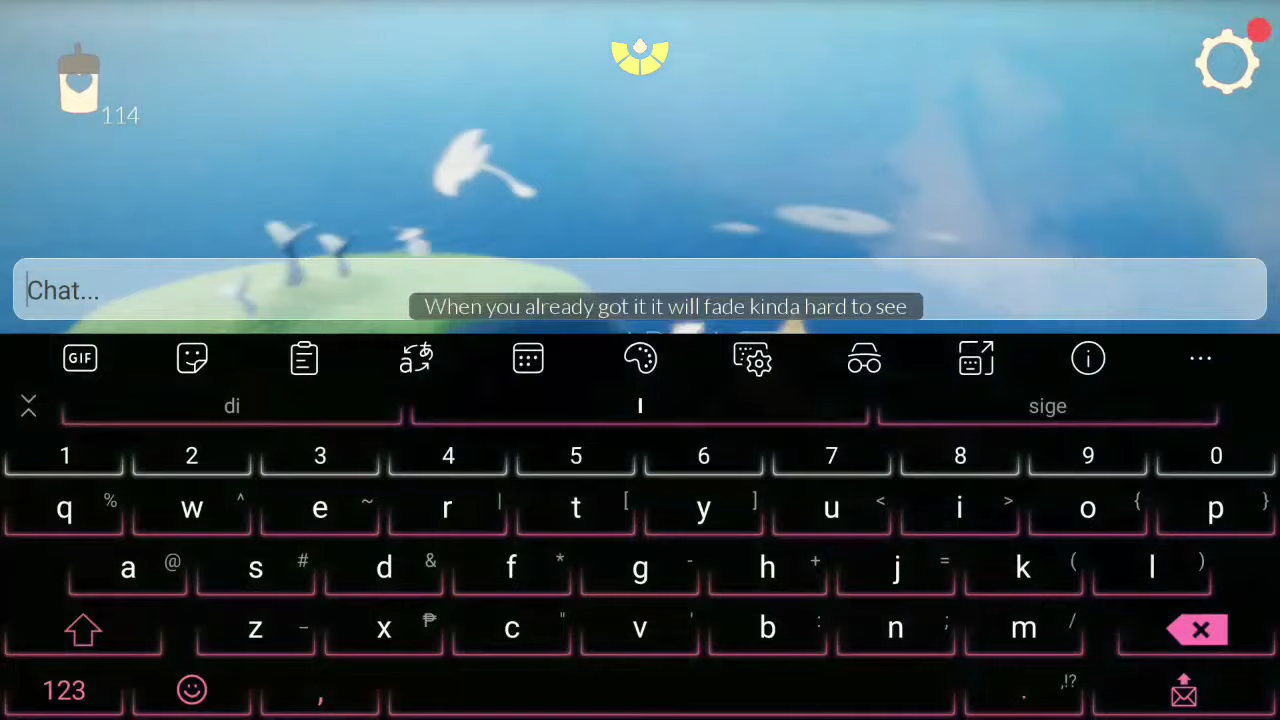 114
Chat...
When you already got it it will fade kinda hard to see
GIF
di I sige
1 2 3 4 5 6 7 8 9 0
q % w ^ e ~ r | t [ y ] u < i > o { p }
a @ s # d & f * g - h + j = k ( l )
z _ x ₱ c " v ' b : n ; m /
123 , . ,!?